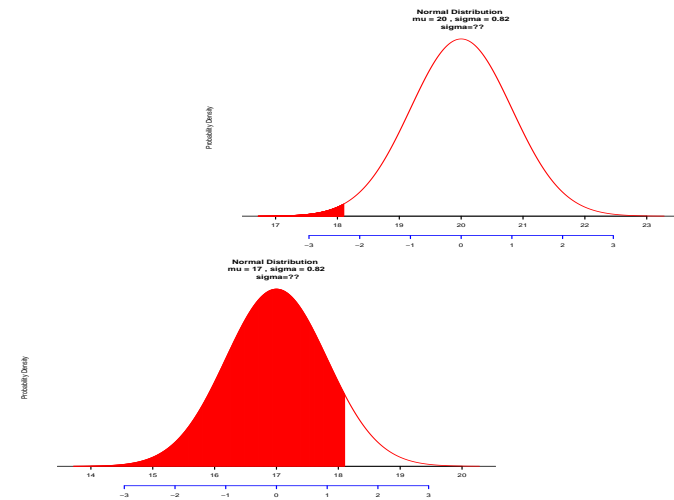 Normal Distribution
mu = 20 , sigma = 0.82
sigma=??
Probability Density
17 18 19 20 21 22 23
−3 −2 −1 0 1 2 3
Normal Distribution
mu = 17 , sigma = 0.82
sigma=??
Probability Density
14 15 16 17 18 19 20
−3 −2 −1 0 1 2 3